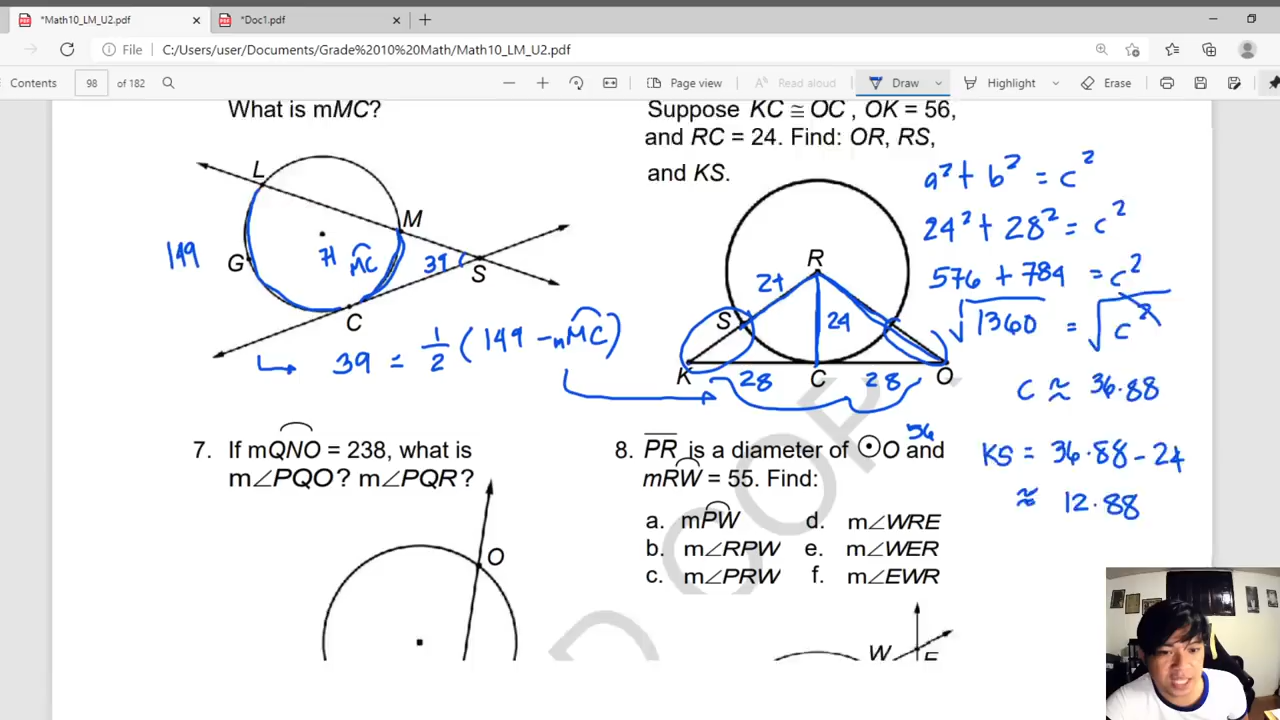 *Math10_LM_U2.pdf
*Doc1.pdf
File C:/Users/user/Documents/Grade%2010%20Math/Math10_LM_U2.pdf
Contents 98 of 182 Page view Read aloud Draw Highlight Erase
What is mMC?
L
M
G
S
C
149
71
MC
39
39 = 1/2 (149 - mMC)
Suppose KC ≅ OC, OK = 56,
and RC = 24. Find: OR, RS,
and KS.
R
24
S
24
K
28
C
28
O
56
a² + b² = c²
24² + 28² = c²
576 + 784 = c²
√1360 = √c²
c ≈ 36.88
KS = 36.88 - 24
≈ 12.88
7. If mQNO = 238, what is
m∠PQO? m∠PQR?
O
8. PR is a diameter of ⊙O and
mRW = 55. Find:
a. mPW d. m∠WRE
b. m∠RPW e. m∠WER
c. m∠PRW f. m∠EWR
W
E
D COPY